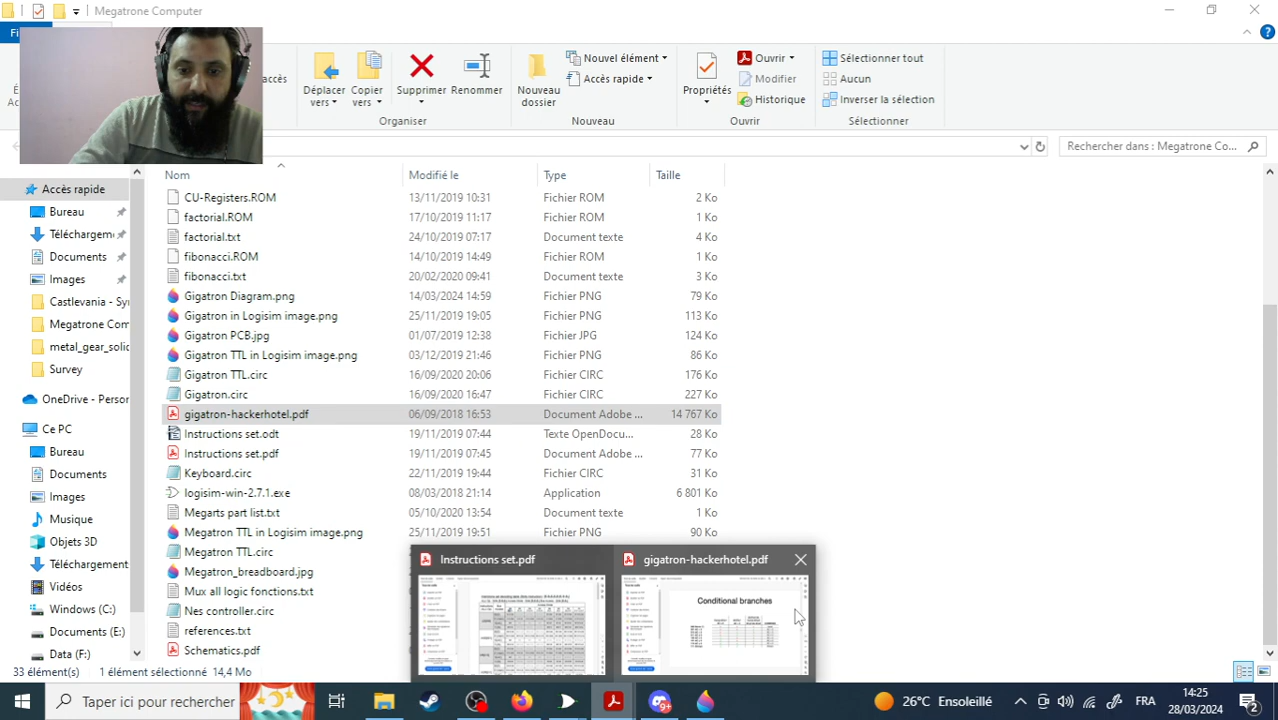 Megatrone Computer
Fi
Déplacer vers
Copier vers
Supprimer
Renommer
Organiser
Nouveau dossier
Nouvel élément
Accès rapide
Nouveau
Propriétés
Ouvrir
Modifier
Historique
Ouvrir
Sélectionner tout
Aucun
Inverser la sélection
Sélectionner
Rechercher dans : Megatrone Co...
Accès rapide
Bureau
Téléchargem
Documents
Images
Castlevania - Sy
Megatrone Com
metal_gear_solid
Survey
OneDrive - Person
Ce PC
Bureau
Documents
Images
Musique
Objets 3D
Téléchargement
Vidéos
Windows (C:)
Documents (E:)
Data (F:)
Nom Modifié le Type Taille
CU-Registers.ROM 13/11/2019 10:31 Fichier ROM 2 Ko
factorial.ROM 17/10/2019 11:17 Fichier ROM 1 Ko
factorial.txt 24/10/2019 07:17 Document texte 4 Ko
fibonacci.ROM 14/10/2019 14:49 Fichier ROM 1 Ko
fibonacci.txt 20/02/2020 09:41 Document texte 3 Ko
Gigatron Diagram.png 14/03/2024 14:59 Fichier PNG 79 Ko
Gigatron in Logisim image.png 25/11/2019 19:05 Fichier PNG 113 Ko
Gigatron PCB.jpg 01/07/2019 12:38 Fichier JPG 124 Ko
Gigatron TTL in Logisim image.png 03/12/2019 21:46 Fichier PNG 86 Ko
Gigatron TTL.circ 16/09/2020 20:06 Fichier CIRC 176 Ko
Gigatron.circ 16/09/2020 16:47 Fichier CIRC 227 Ko
gigatron-hackerhotel.pdf 06/09/2018 16:53 Document Adobe ... 14 767 Ko
Instructions set.odt 19/11/2019 07:44 Texte OpenDocu... 28 Ko
Instructions set.pdf 19/11/2019 07:45 Document Adobe ... 77 Ko
Keyboard.circ 22/11/2019 19:44 Fichier CIRC 31 Ko
logisim-win-2.7.1.exe 08/03/2018 21:14 Application 6 801 Ko
Megarts part list.txt 05/10/2020 13:54 Document texte 1 Ko
Megatron TTL in Logisim image.png 25/11/2019 19:51 Fichier PNG 90 Ko
Megatron TTL.circ
Megatron_breadboard.jpg
Mux all logic functions.txt
Nes controller.circ
references.txt
Schematics.pdf
Instructions set.pdf
gigatron-hackerhotel.pdf
Conditional branches
33 élément(s) 1 élément sélectionné 14,4 Mo
Taper ici pour rechercher
9+
26°C Ensoleillé
FRA
14:25
28/03/2024
2